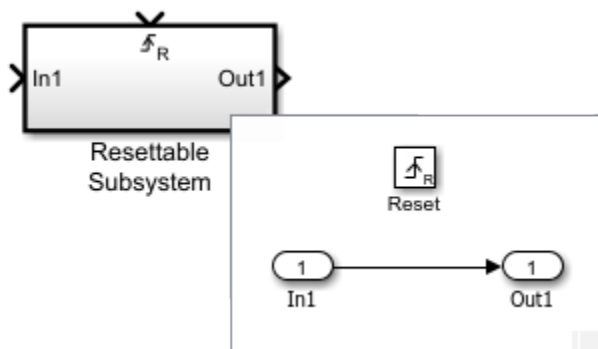 R
In1 Out1
Resettable
Subsystem
R
Reset
1 1
In1 Out1